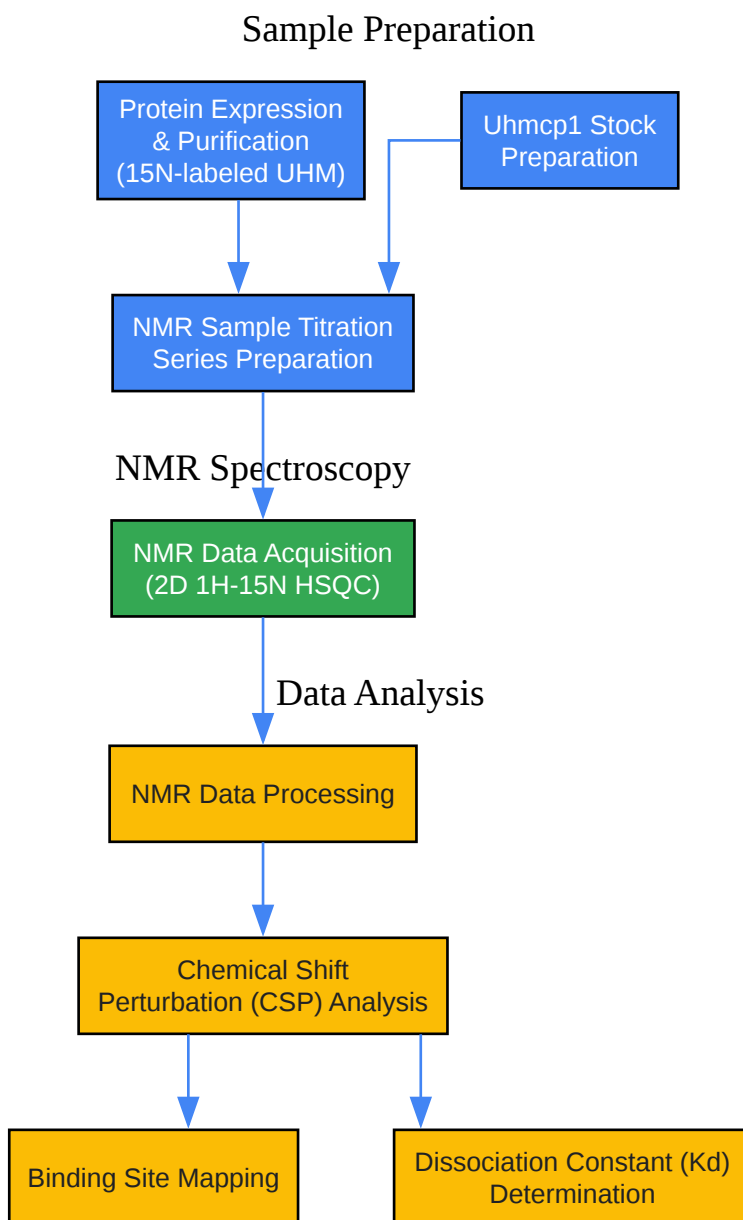 Sample Preparation
Protein Expression
& Purification
(15N-labeled UHM)
Uhmcp1 Stock
Preparation
NMR Sample Titration
Series Preparation
NMR Spectroscopy
NMR Data Acquisition
(2D 1H-15N HSQC)
Data Analysis
NMR Data Processing
Chemical Shift
Perturbation (CSP) Analysis
Binding Site Mapping
Dissociation Constant (Kd)
Determination